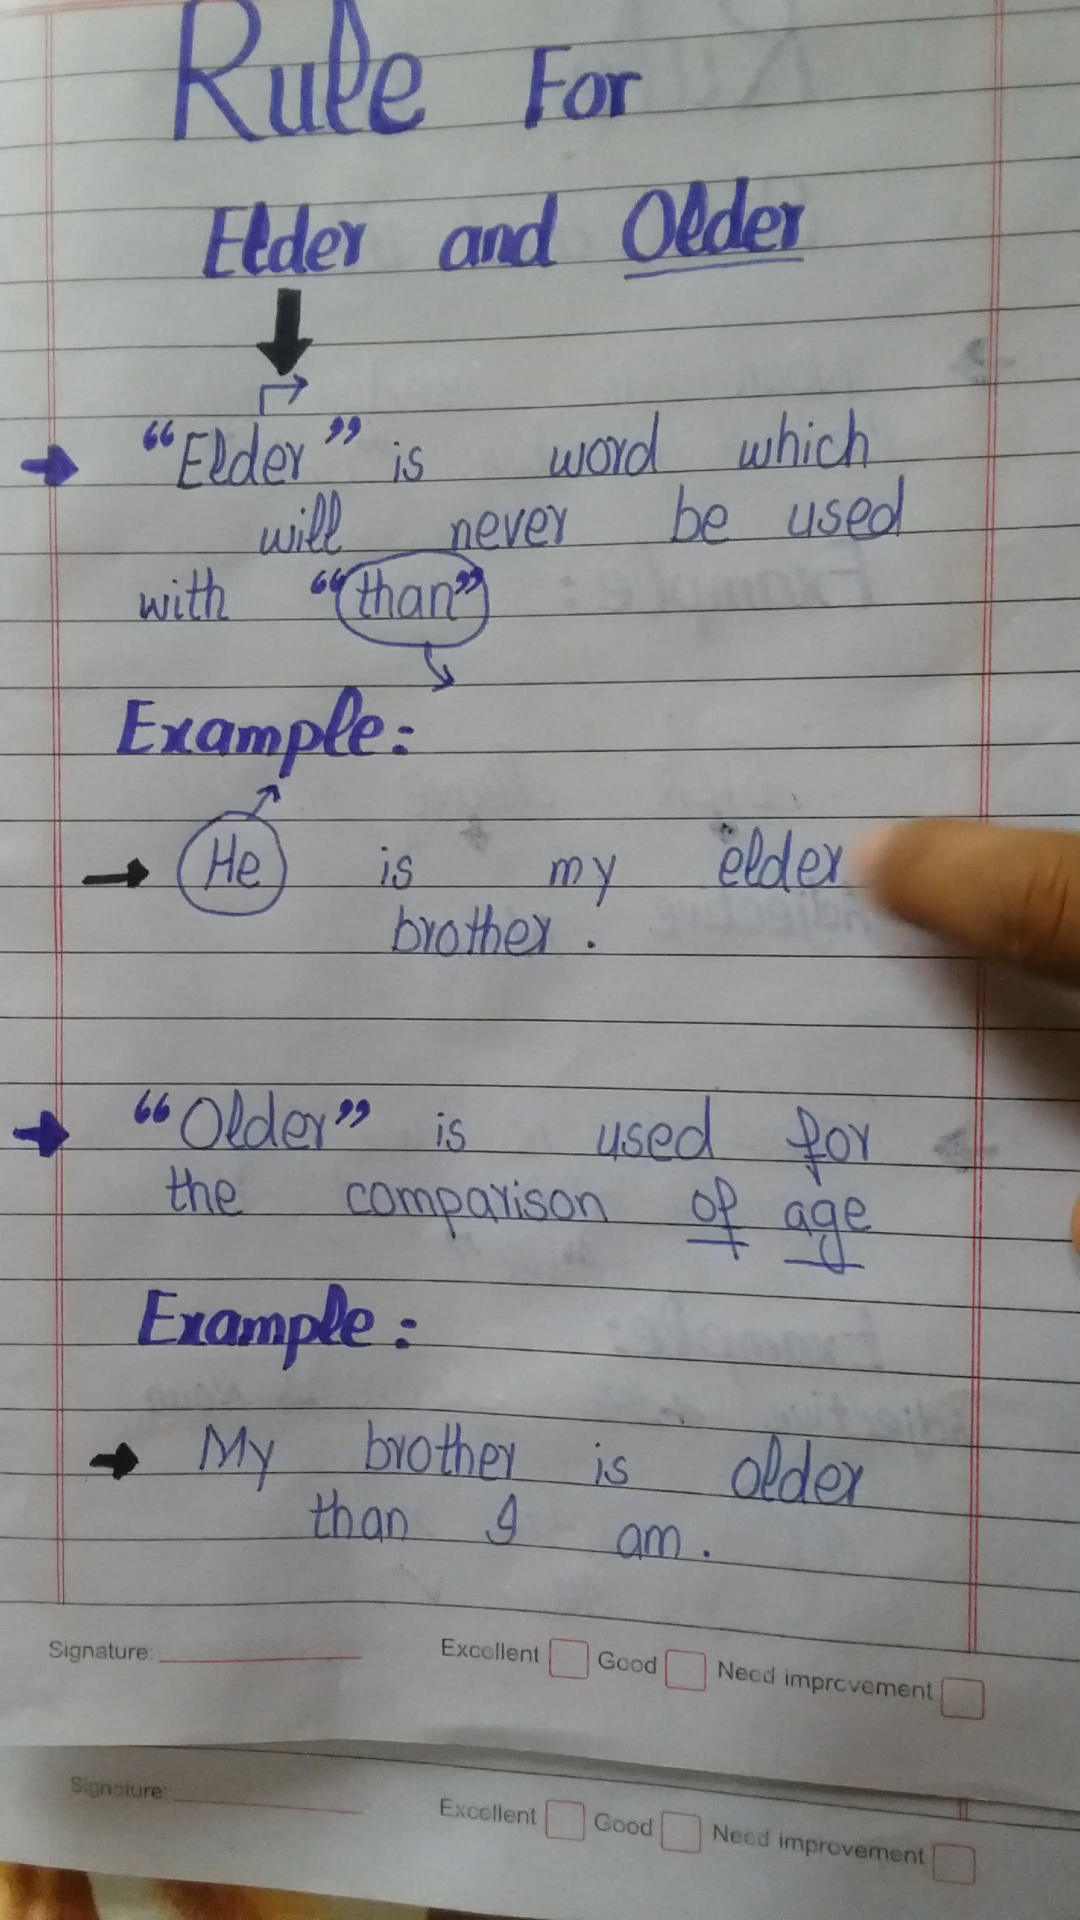 Rule For
Elder and Older
"Elder" is word which
will never be used
with "than"
Example:
He is my elder
brother.
"Older" is used for
the comparison of age
Example:
My brother is older
than I am.
Signature: Excellent Good Need improvement
Signature: Excellent Good Need improvement